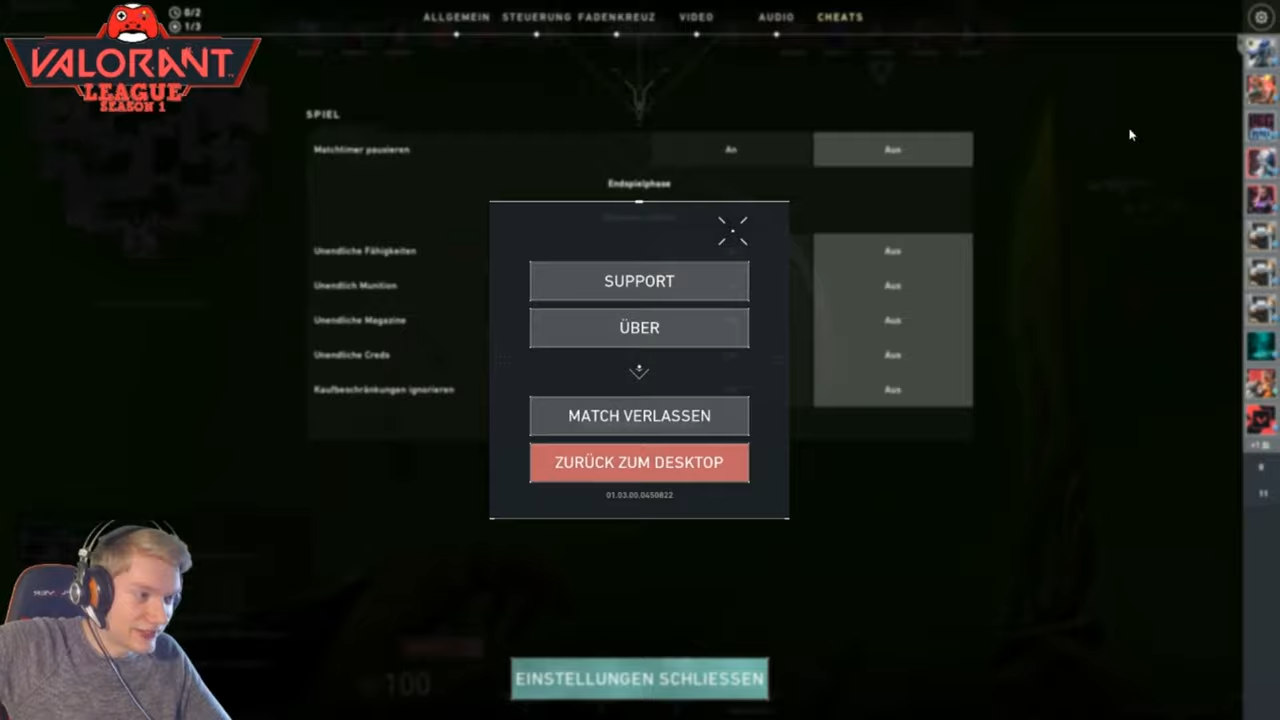 VALORANT
LEAGUE
SEASON 1
0/2
1/3
ALLGEMEIN STEUERUNG FADENKREUZ VIDEO AUDIO CHEATS
SPIEL
Matchtimer pausieren An Aus
Endspielphase
Unendliche Fähigkeiten Aus
Unendlich Munition Aus
Unendliche Magazine Aus
Unendliche Creds Aus
Kaufbeschränkungen ignorieren Aus
SUPPORT
ÜBER
MATCH VERLASSEN
ZURÜCK ZUM DESKTOP
01.03.00.0450822
EINSTELLUNGEN SCHLIESSEN
100